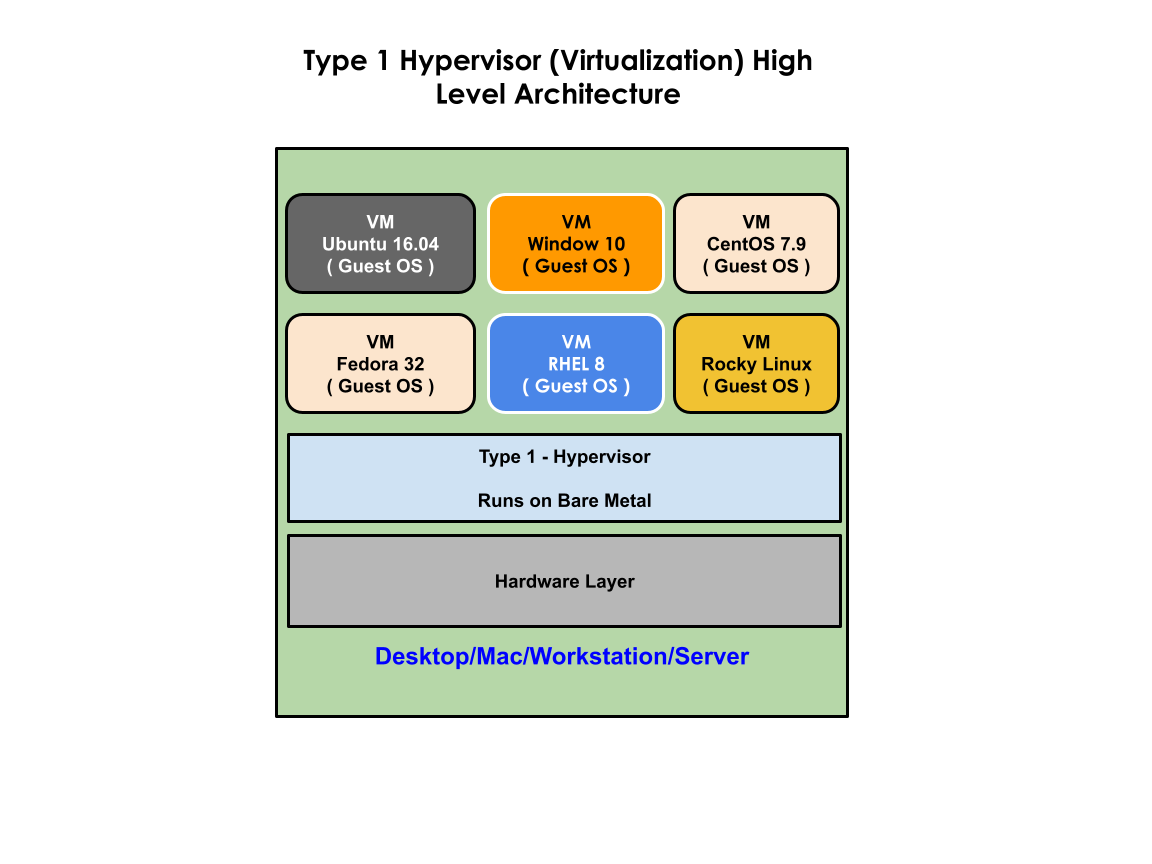 Type 1 Hypervisor (Virtualization) High
Level Architecture
VM
Ubuntu 16.04
( Guest OS )
VM
Window 10
( Guest OS )
VM
CentOS 7.9
( Guest OS )
VM
Fedora 32
( Guest OS )
VM
RHEL 8
( Guest OS )
VM
Rocky Linux
( Guest OS )
Type 1 - Hypervisor
Runs on Bare Metal
Hardware Layer
Desktop/Mac/Workstation/Server